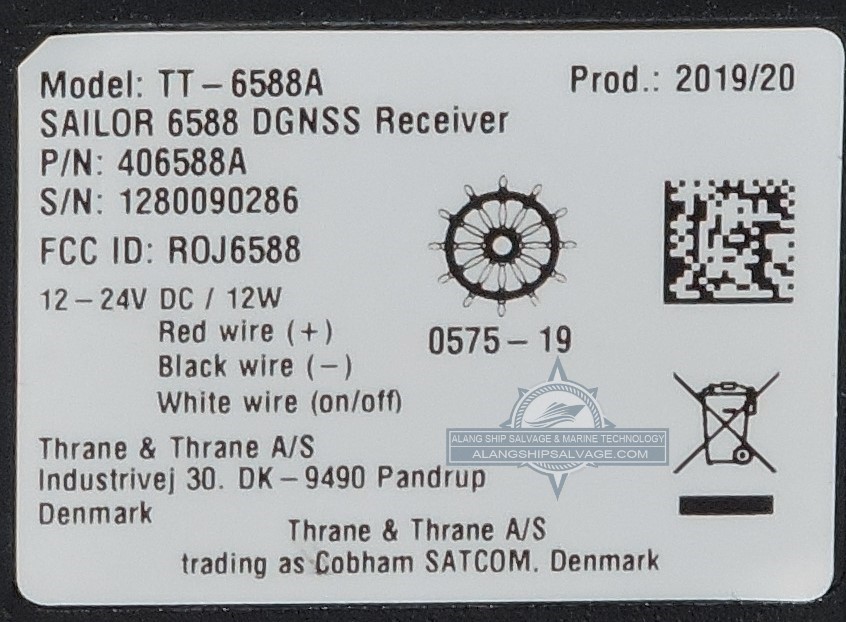 Model: TT-6588A
Prod.: 2019/20
SAILOR 6588 DGNSS Receiver
P/N: 406588A
S/N: 1280090286
FCC ID: ROJ6588
12-24V DC / 12W
Red wire (+)
Black wire (-)
White wire (on/off)
0575-19
ALANG SHIP SALVAGE & MARINE TECHNOLOGY
ALANGSHIPSALVAGE.COM
Thrane & Thrane A/S
Industrivej 30. DK-9490 Pandrup
Denmark
Thrane & Thrane A/S
trading as Cobham SATCOM. Denmark